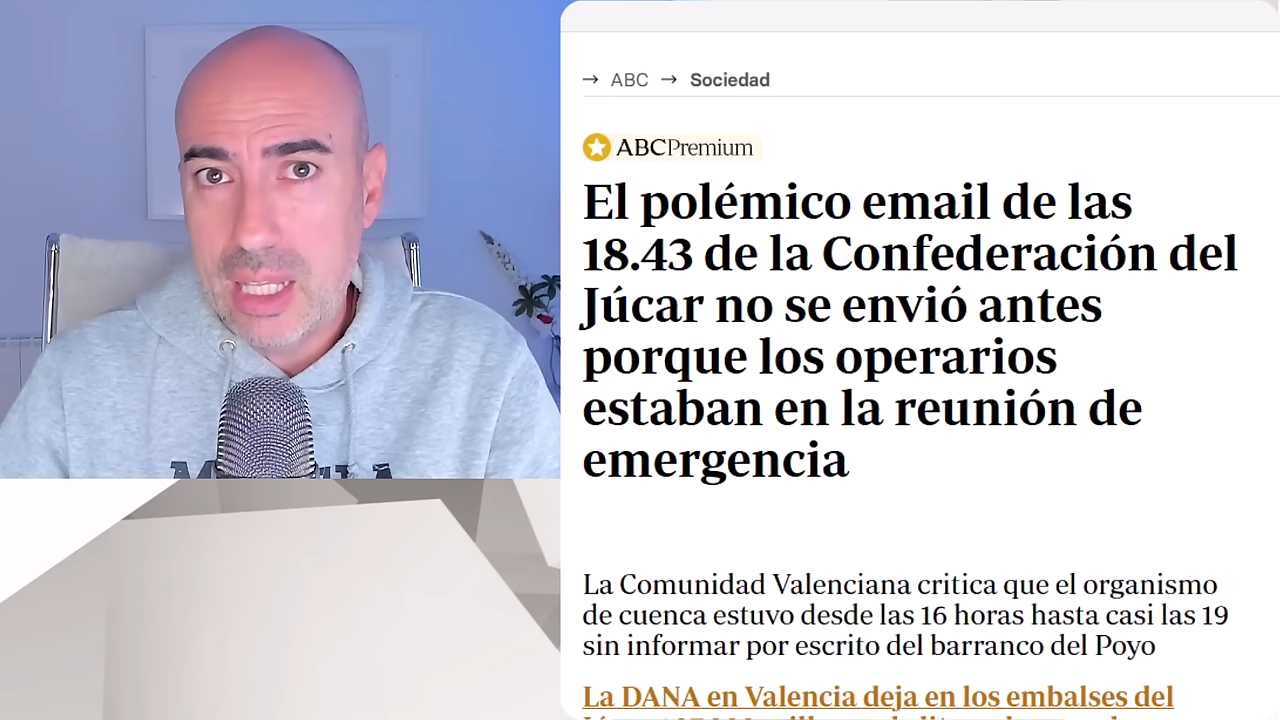 → ABC → Sociedad
ABCPremium
El polémico email de las
18.43 de la Confederación del
Júcar no se envió antes
porque los operarios
estaban en la reunión de
emergencia
La Comunidad Valenciana critica que el organismo
de cuenca estuvo desde las 16 horas hasta casi las 19
sin informar por escrito del barranco del Poyo
La DANA en Valencia deja en los embalses del